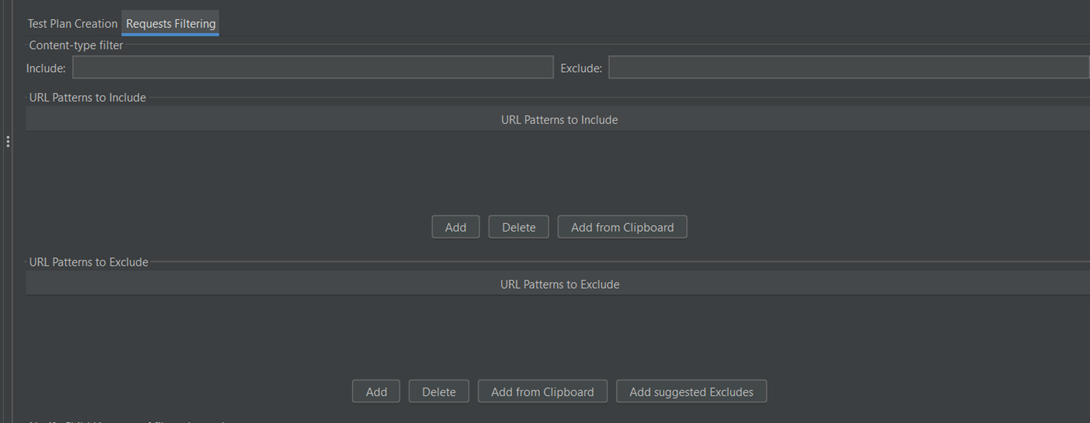 Test Plan Creation Requests Filtering
Content-type filter
Include: Exclude:
URL Patterns to Include
URL Patterns to Include
Add Delete Add from Clipboard
URL Patterns to Exclude
URL Patterns to Exclude
Add Delete Add from Clipboard Add suggested Excludes